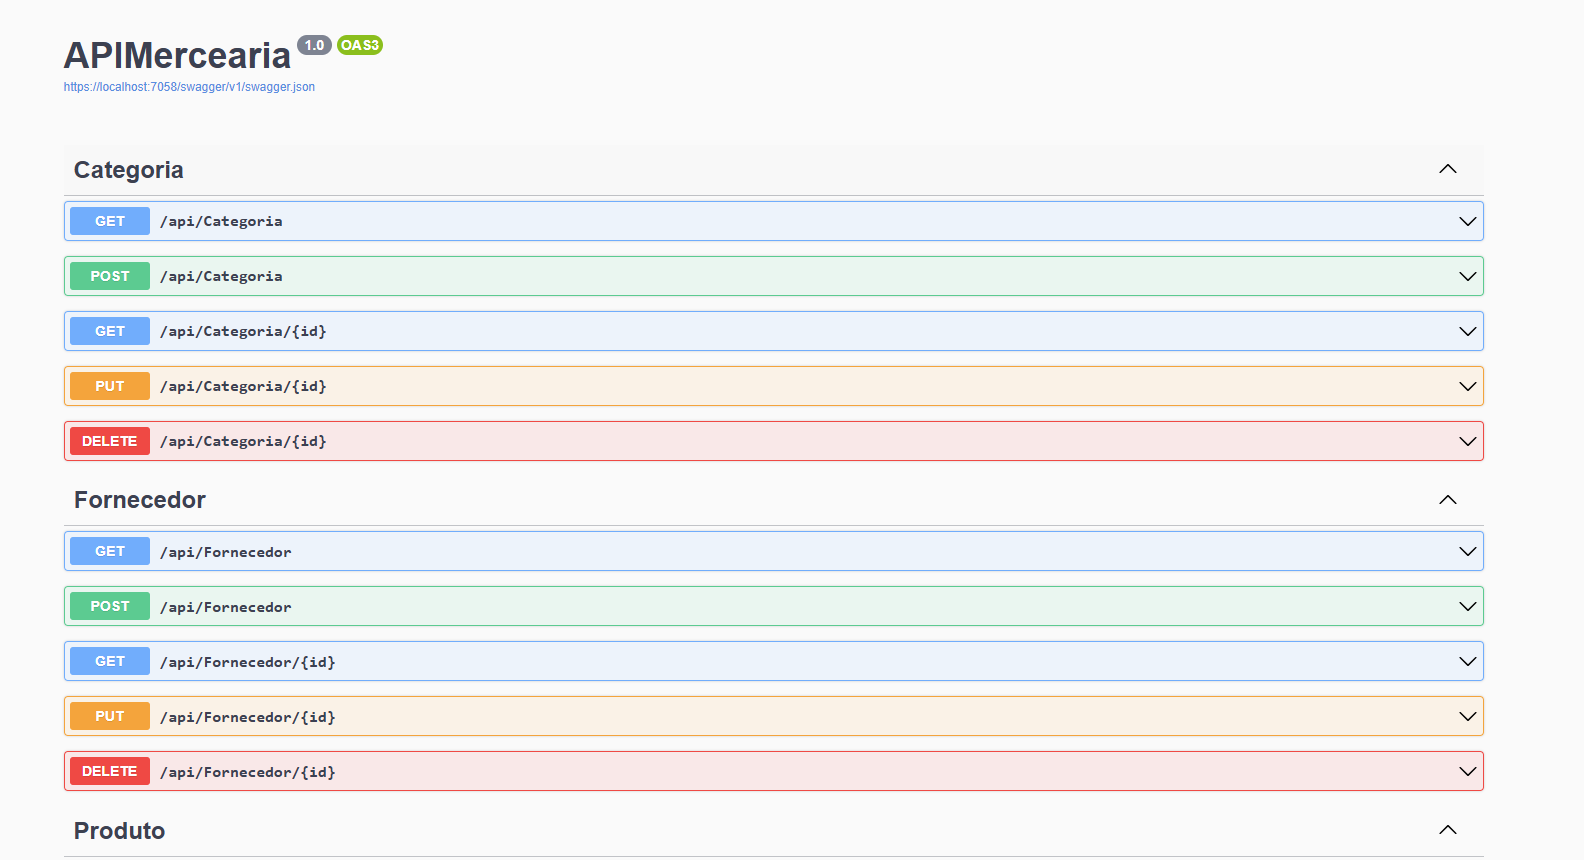 APIMercearia 1.0 OAS3
https://localhost:7058/swagger/v1/swagger.json
Categoria
GET /api/Categoria
POST /api/Categoria
GET /api/Categoria/{id}
PUT /api/Categoria/{id}
DELETE /api/Categoria/{id}
Fornecedor
GET /api/Fornecedor
POST /api/Fornecedor
GET /api/Fornecedor/{id}
PUT /api/Fornecedor/{id}
DELETE /api/Fornecedor/{id}
Produto